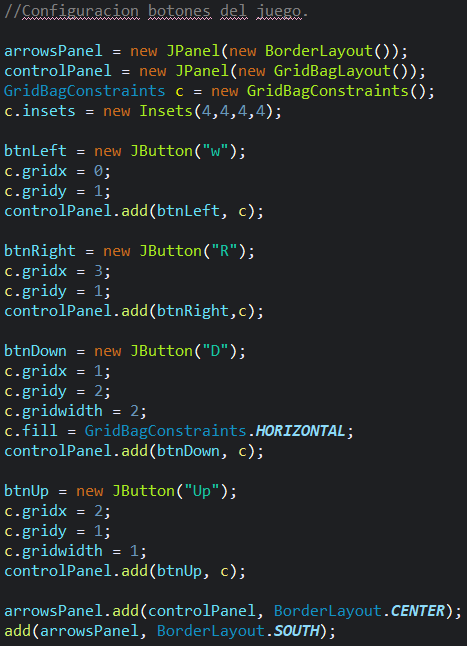 //Configuracion botones del juego.
arrowsPanel = new JPanel(new BorderLayout());
controlPanel = new JPanel(new GridBagLayout());
GridBagConstraints c = new GridBagConstraints();
c.insets = new Insets(4,4,4,4);
btnLeft = new JButton("w");
c.gridx = 0;
c.gridy = 1;
controlPanel.add(btnLeft, c);
btnRight = new JButton("R");
c.gridx = 3;
c.gridy = 1;
controlPanel.add(btnRight,c);
btnDown = new JButton("D");
c.gridx = 1;
c.gridy = 2;
c.gridwidth = 2;
c.fill = GridBagConstraints.HORIZONTAL;
controlPanel.add(btnDown, c);
btnUp = new JButton("Up");
c.gridx = 2;
c.gridy = 1;
c.gridwidth = 1;
controlPanel.add(btnUp, c);
arrowsPanel.add(controlPanel, BorderLayout.CENTER);
add(arrowsPanel, BorderLayout.SOUTH);